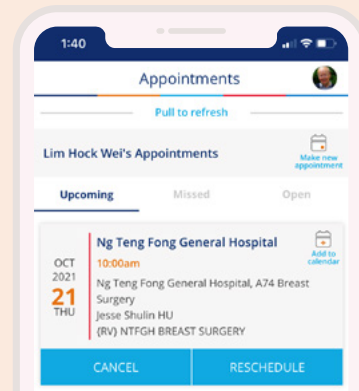 1:40
Appointments
Pull to refresh
Lim Hock Wei's Appointments
Make new
appointment
Upcoming
Missed
Open
OCT
2021
21
THU
Ng Teng Fong General Hospital
10:00am
Ng Teng Fong General Hospital, A74 Breast
Surgery
Jesse Shulin HU
(RV) NTFGH BREAST SURGERY
Add to
calendar
CANCEL
RESCHEDULE